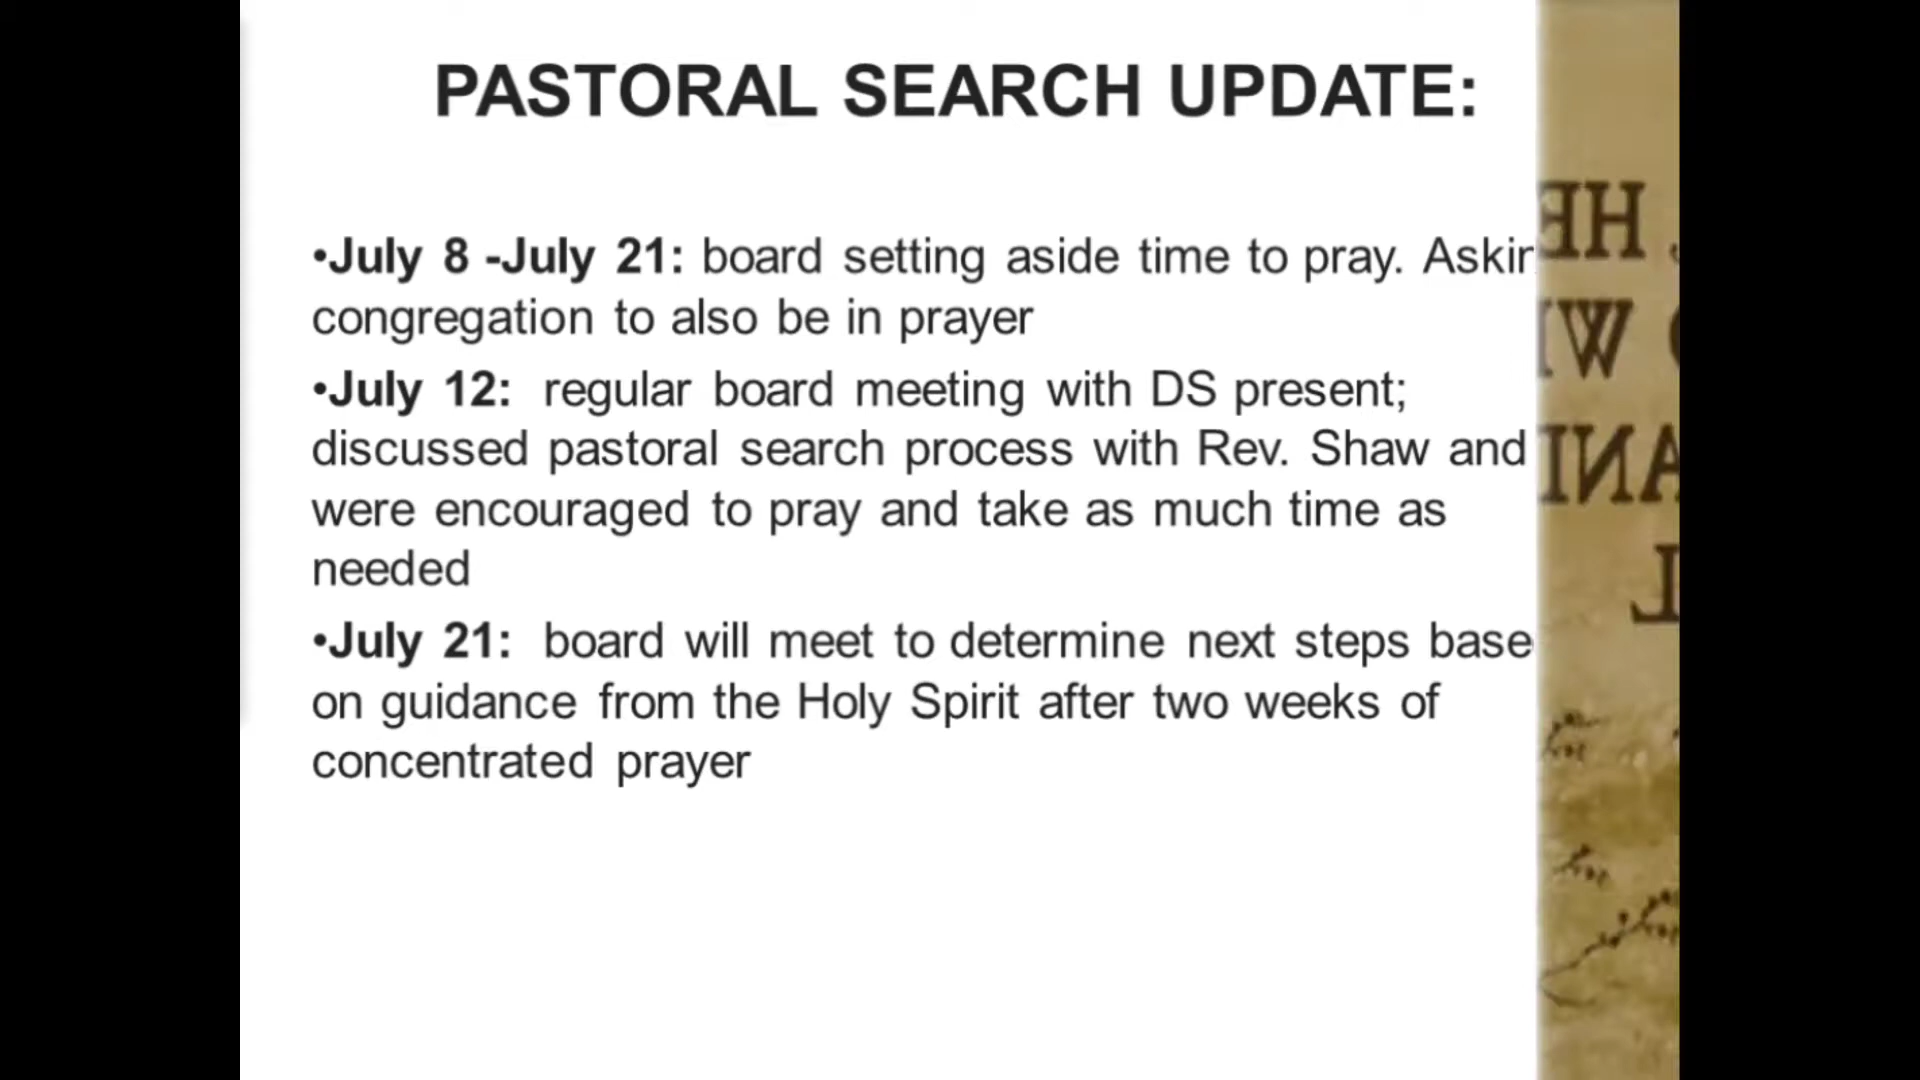 PASTORAL SEARCH UPDATE:
•July 8 -July 21: board setting aside time to pray.
congregation to also be in prayer
•July 12: regular board meeting with DS present;
discussed pastoral search process with Rev. Shaw and
were encouraged to pray and take as much time as
needed
•July 21: board will meet to determine next steps
on guidance from the Holy Spirit after two weeks of
concentrated prayer